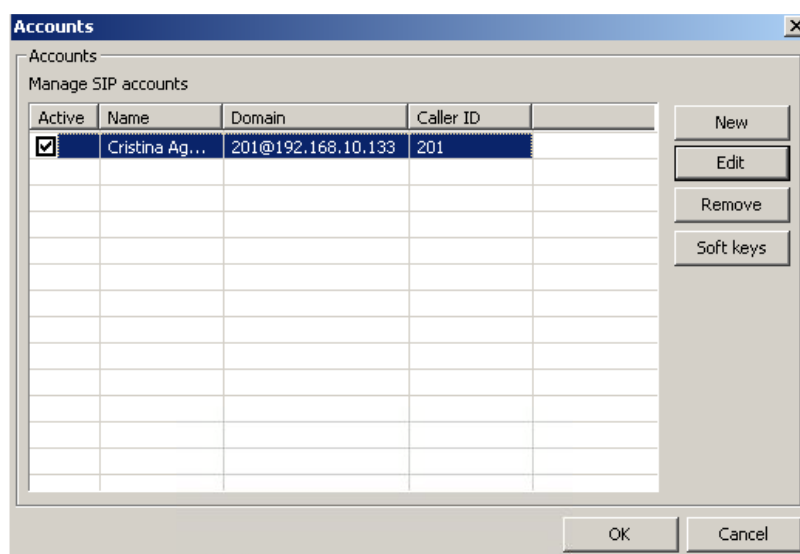 Accounts
Accounts
Manage SIP accounts
Active Name Domain Caller ID
Cristina Ag... 201@192.168.10.133 201
New
Edit
Remove
Soft keys
OK Cancel